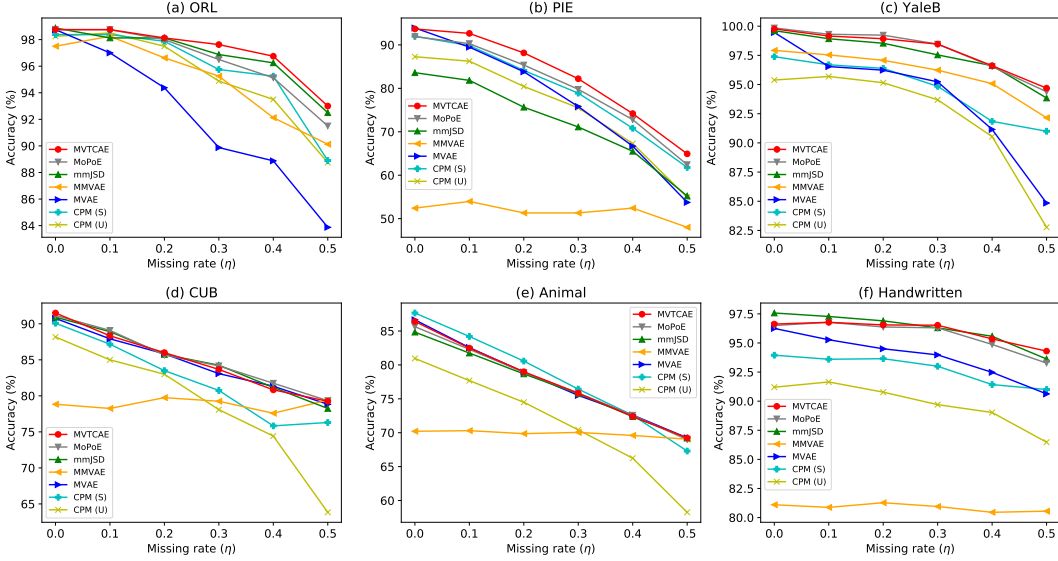 (a) ORL
Accuracy (%)
98
96
94
92
90
88
86
84
MVTCAE
MoPoE
mmJSD
MMVAE
MVAE
CPM (S)
CPM (U)
0.0 0.1 0.2 0.3 0.4 0.5
Missing rate (η)
(b) PIE
Accuracy (%)
90
80
70
60
50
MVTCAE
MoPoE
mmJSD
MMVAE
MVAE
CPM (S)
CPM (U)
0.0 0.1 0.2 0.3 0.4 0.5
Missing rate (η)
(c) YaleB
Accuracy (%)
100.0
97.5
95.0
92.5
90.0
87.5
85.0
82.5
MVTCAE
MoPoE
mmJSD
MMVAE
MVAE
CPM (S)
CPM (U)
0.0 0.1 0.2 0.3 0.4 0.5
Missing rate (η)
(d) CUB
Accuracy (%)
90
85
80
75
70
65
MVTCAE
MoPoE
mmJSD
MMVAE
MVAE
CPM (S)
CPM (U)
0.0 0.1 0.2 0.3 0.4 0.5
Missing rate (η)
(e) Animal
Accuracy (%)
85
80
75
70
65
60
MVTCAE
MoPoE
mmJSD
MMVAE
MVAE
CPM (S)
CPM (U)
0.0 0.1 0.2 0.3 0.4 0.5
Missing rate (η)
(f) Handwritten
Accuracy (%)
97.5
95.0
92.5
90.0
87.5
85.0
82.5
80.0
MVTCAE
MoPoE
mmJSD
MMVAE
MVAE
CPM (S)
CPM (U)
0.0 0.1 0.2 0.3 0.4 0.5
Missing rate (η)